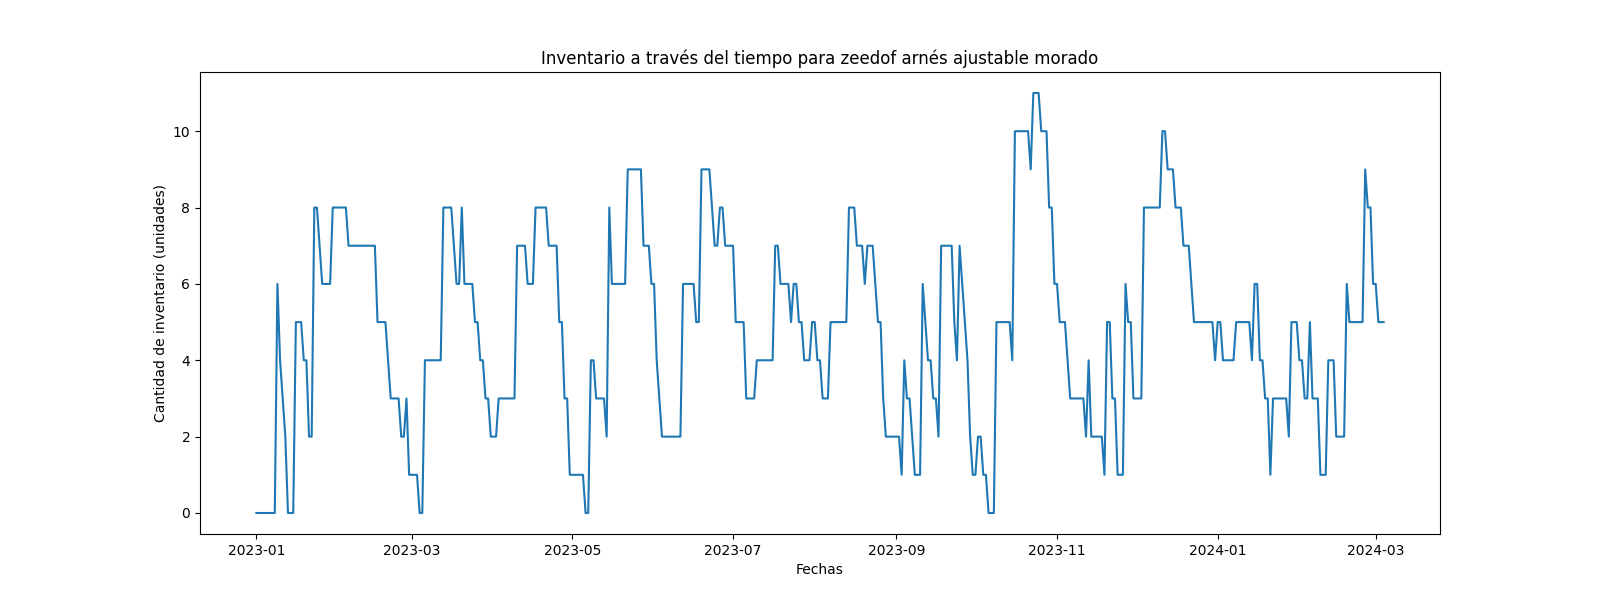 Inventario a través del tiempo para zeedof arnés ajustable morado
Cantidad de inventario (unidades)
10
8
6
4
2
0
2023-01 2023-03 2023-05 2023-07 2023-09 2023-11 2024-01 2024-03
Fechas